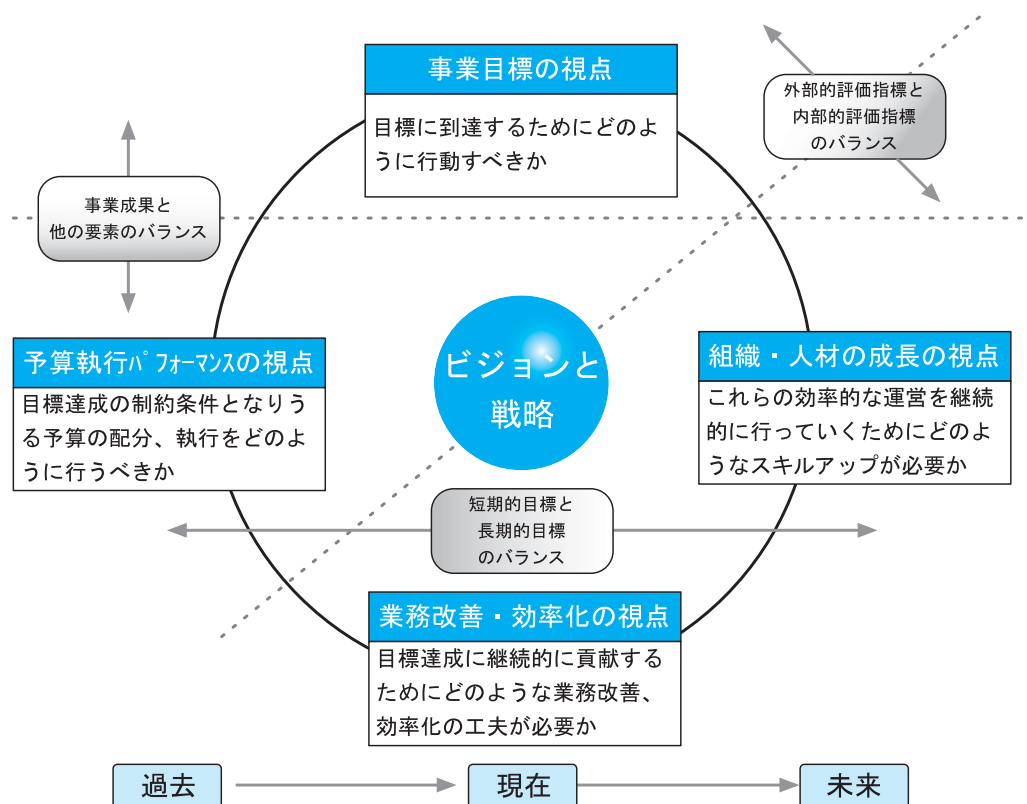 事業目標の視点
目標に到達するためにどのよ
うに行動すべきか
外部的評価指標と
内部的評価指標
のバランス
事業成果と
他の要素のバランス
予算執行ﾊﾟﾌｫｰﾏﾝｽの視点
目標達成の制約条件となりう
る予算の配分、執行をどのよ
うに行うべきか
ビジョンと
戦略
組織・人材の成長の視点
これらの効率的な運営を継続
的に行っていくためにどのよ
うなスキルアップが必要か
短期的目標と
長期的目標
のバランス
業務改善・効率化の視点
目標達成に継続的に貢献する
ためにどのような業務改善、
効率化の工夫が必要か
過去
現在
未来